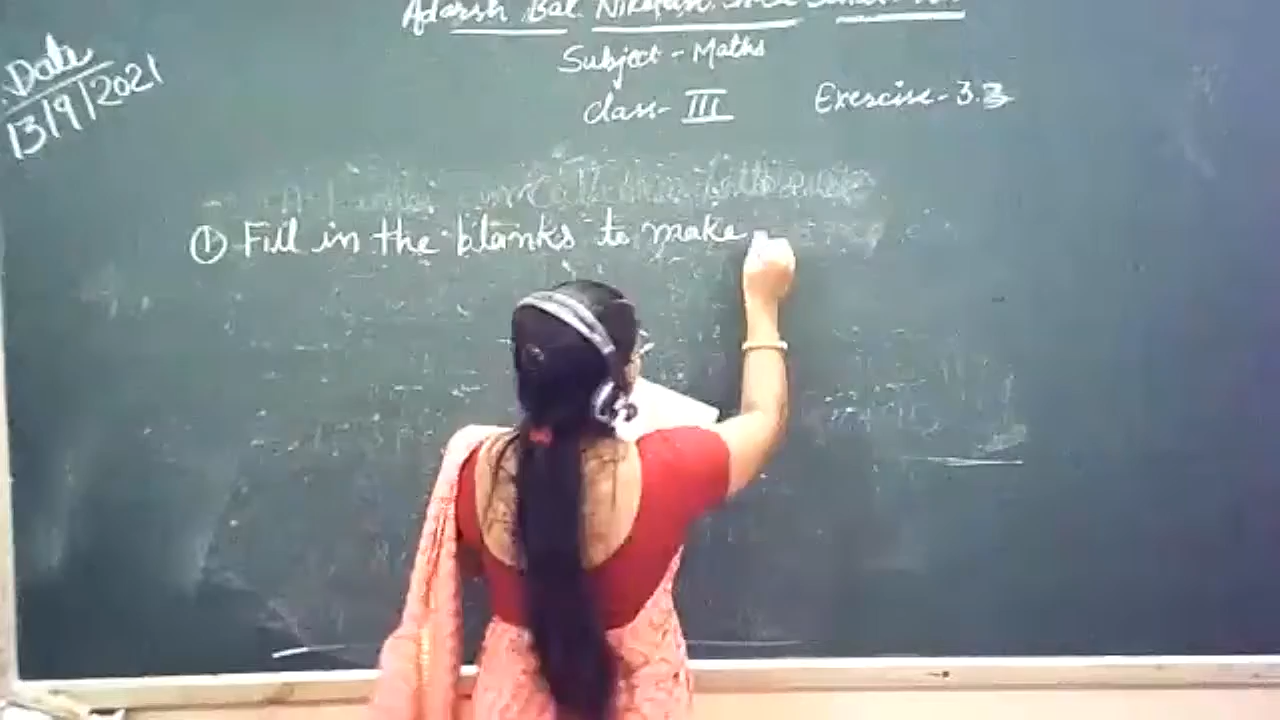 Adarsh Bal Niketan
Subject - Maths
Date
13/9/2021
Class- III
Exercise- 3.3
① Fill in the blanks to make